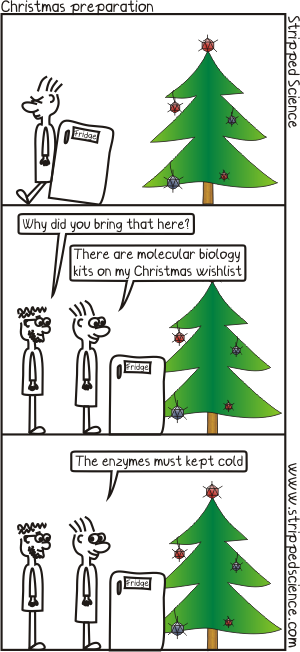 Christmas preparation
Stripped Science
Fridge
Why did you bring that here?
There are molecular biology
kits on my Christmas wishlist
Fridge
The enzymes must kept cold
Fridge
www.strippedscience.com